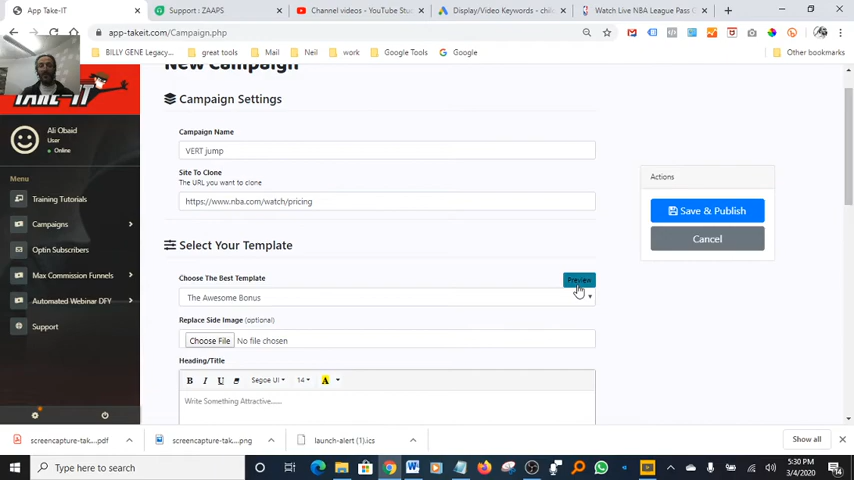 App Take-IT
Support : ZAAPS
Channel videos - YouTube Stu
Display/Video Keywords - chile
Watch Live NBA League Pass C
app-takeit.com/Campaign.php
BILLY GENE Legacy...
great tools
Mail
Neil
work
Google Tools
Google
Other bookmarks
TAKE-IT
New Campaign
Campaign Settings
Ali Obaid
User
Online
Campaign Name
VERT jump
Site To Clone
The URL you want to clone
https://www.nba.com/watch/pricing
Actions
Save & Publish
Cancel
Menu
Training Tutorials
Campaigns
Optin Subscribers
Max Commission Funnels
Automated Webinar DFY
Support
Select Your Template
Choose The Best Template
Preview
The Awesome Bonus
Replace Side Image (optional)
Choose File No file chosen
Heading/Title
B I U Segoe UI 14 A
Write Something Attractive......
screencapture-tak....pdf
screencapture-tak....png
launch-alert (1).ics
Show all
Type here to search
5:30 PM
3/4/2020
14